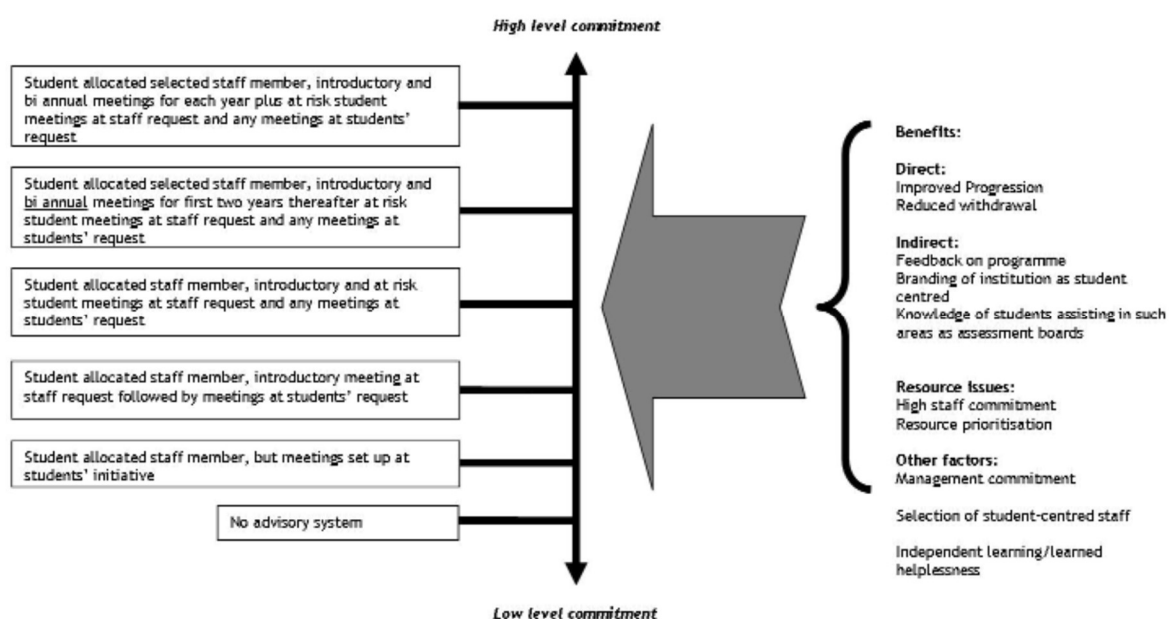 High level commitment
Student allocated selected staff member, introductory and
bi annual meetings for each year plus at risk student
meetings at staff request and any meetings at students’
request
Student allocated selected staff member, introductory and
bi annual meetings for first two years thereafter at risk
student meetings at staff request and any meetings at
students’ request
Student allocated staff member, introductory and at risk
student meetings at staff request and any meetings at
students’ request
Student allocated staff member, introductory meeting at
staff request followed by meetings at students’ request
Student allocated staff member, but meetings set up at
students’ initiative
No advisory system
Low level commitment
Benefits:
Direct:
Improved Progression
Reduced withdrawal
Indirect:
Feedback on programme
Branding of institution as student
centred
Knowledge of students assisting in such
areas as assessment boards
Resource Issues:
High staff commitment
Resource prioritisation
Other factors:
Management commitment
Selection of student-centred staff
Independent learning/learned
helplessness